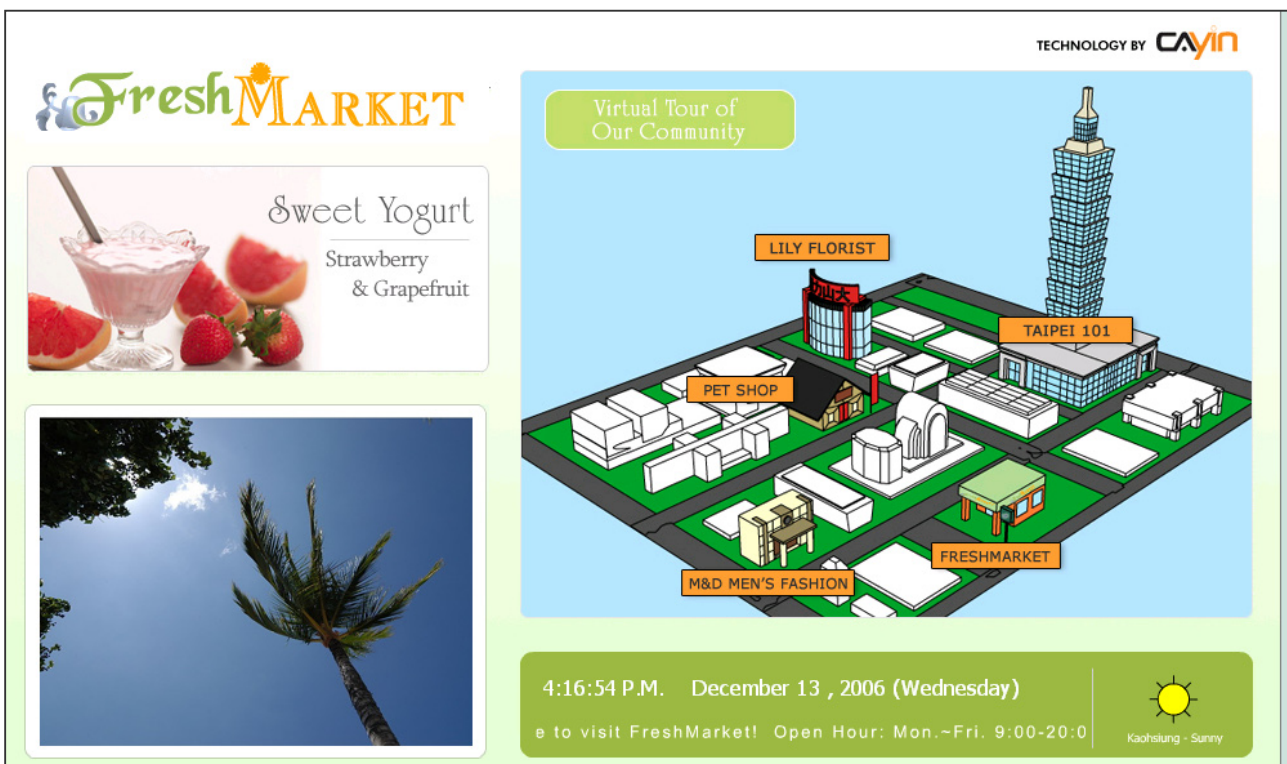 TECHNOLOGY BY CAYIN
FreshMARKET
Virtual Tour of
Our Community
Sweet Yogurt
Strawberry
& Grapefruit
LILY FLORIST
TAIPEI 101
PET SHOP
FRESHMARKET
M&D MEN'S FASHION
4:16:54 P.M. December 13 , 2006 (Wednesday)
e to visit FreshMarket! Open Hour: Mon.~Fri. 9:00-20:0
Kaohsiung - Sunny